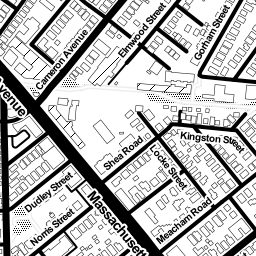 Elmwood Street
Gorham Street
Cameron Avenue
Avenue
Kingston Street
Shea Road
Locke Street
Dudley Street
Massachusett
Meacham Road
Norris Street